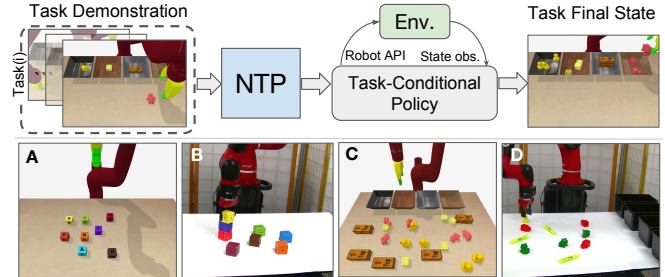 Task Demonstration
Env.
Task Final State
Task(i)
Robot API
State obs.
NTP
Task-Conditional
Policy
A
B
C
D